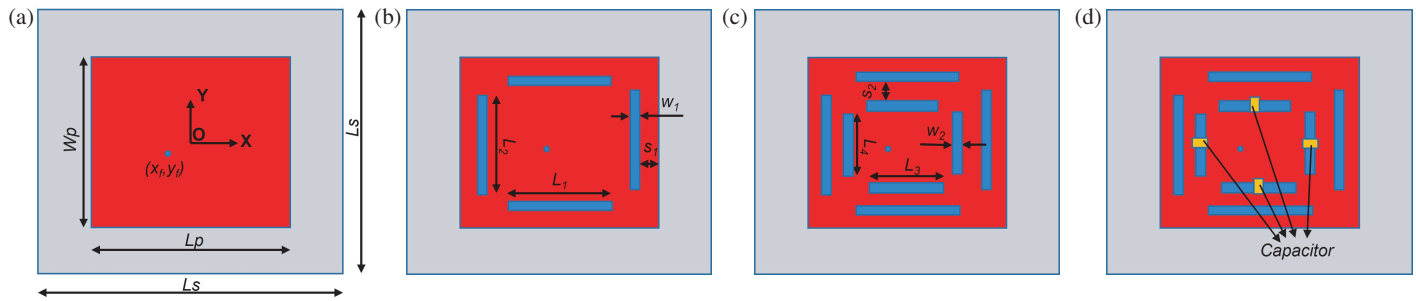 (a)
Wp
Y
O
X
(xf,yf)
Lp
Ls
Ls
(b)
L2
L1
w1
s1
(c)
s2
L4
w2
L3
(d)
Capacitor